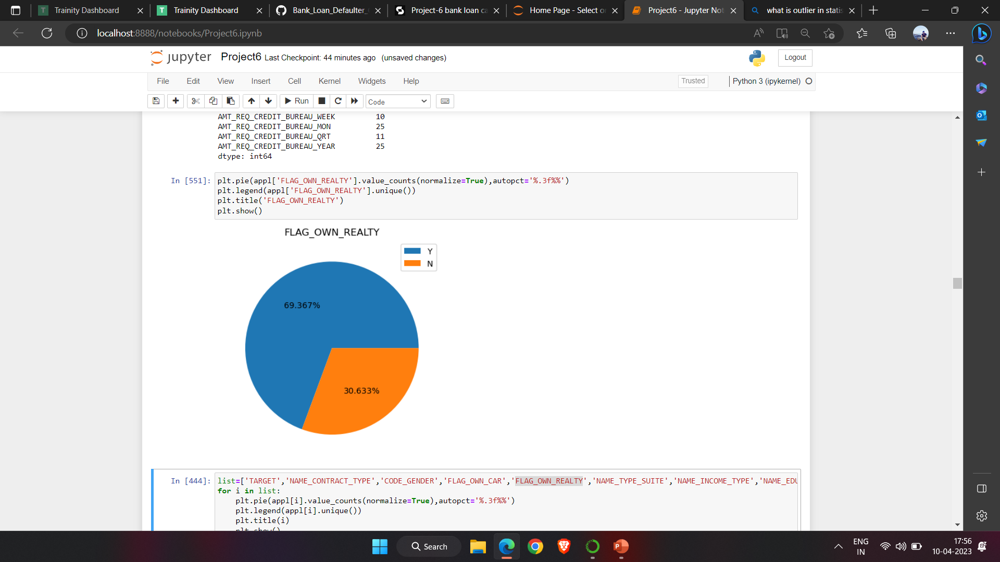 Trainity Dashboard
Trainity Dashboard
Bank_Loan_Defaulter_
Project-6 bank loan ca
Home Page - Select or
Project6 - Jupyter Not
what is outlier in statis
localhost:8888/notebooks/Project6.ipynb
jupyter Project6 Last Checkpoint: 44 minutes ago (unsaved changes)
Logout
File Edit View Insert Cell Kernel Widgets Help
Trusted
Python 3 (ipykernel)
Run
Code
AMT_REQ_CREDIT_BUREAU_WEEK 10
AMT_REQ_CREDIT_BUREAU_MON 25
AMT_REQ_CREDIT_BUREAU_QRT 11
AMT_REQ_CREDIT_BUREAU_YEAR 25
dtype: int64
In [551]: plt.pie(appl['FLAG_OWN_REALTY'].value_counts(normalize=True),autopct='%.3f%%')
plt.legend(appl['FLAG_OWN_REALTY'].unique())
plt.title('FLAG_OWN_REALTY')
plt.show()
FLAG_OWN_REALTY
Y
N
69.367%
30.633%
In [444]: list=['TARGET','NAME_CONTRACT_TYPE','CODE_GENDER','FLAG_OWN_CAR','FLAG_OWN_REALTY','NAME_TYPE_SUITE','NAME_INCOME_TYPE','NAME_EDU
for i in list:
plt.pie(appl[i].value_counts(normalize=True),autopct='%.3f%%')
plt.legend(appl[i].unique())
plt.title(i)
plt.show()
Search
ENG
IN
17:56
10-04-2023